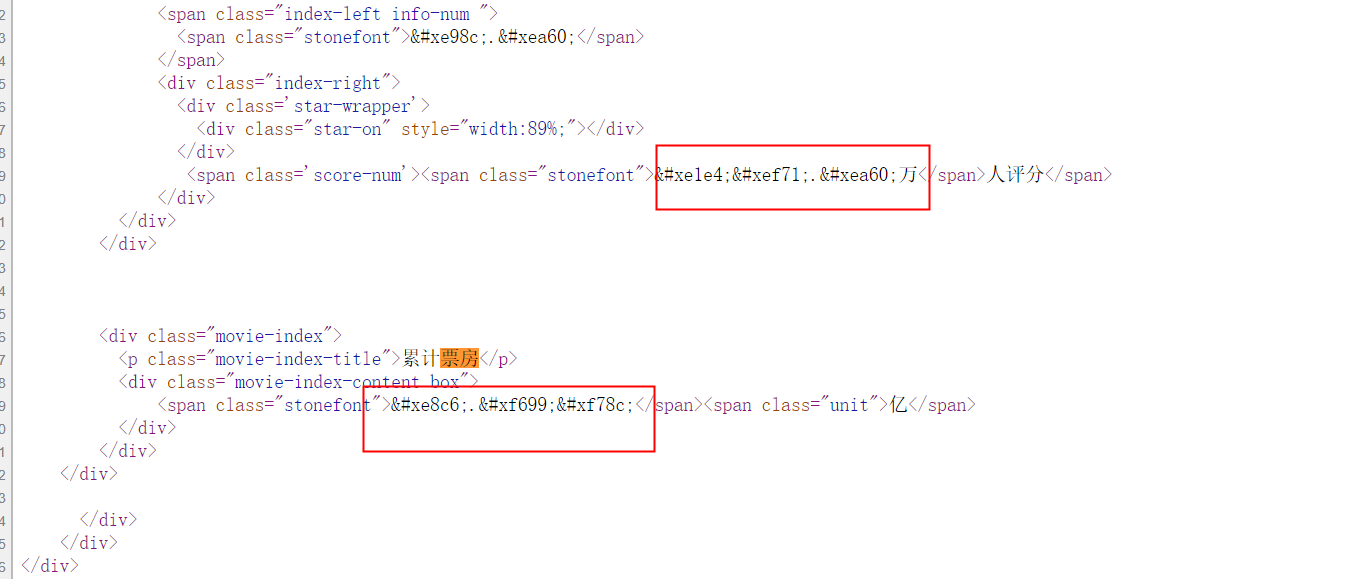 2 <span class="index-left info-num ">
3 <span class="stonefont">&#xe98c;.&#xea60;</span>
4 </span>
5 <div class="index-right">
6 <div class='star-wrapper'>
7 <div class="star-on" style="width:89%;"></div>
8 </div>
9 <span class='score-num'><span class="stonefont">&#xe1e4;&#xef71;.&#xea60;万</span>人评分</span>
0 </div>
1 </div>
2 </div>
3
4
5
6 <div class="movie-index">
7 <p class="movie-index-title">累计票房</p>
8 <div class="movie-index-content box">
9 <span class="stonefont">&#xe8c6;.&#xf699;&#xf78c;</span><span class="unit">亿</span>
0 </div>
1 </div>
2 </div>
3
4 </div>
5 </div>
6 </div>